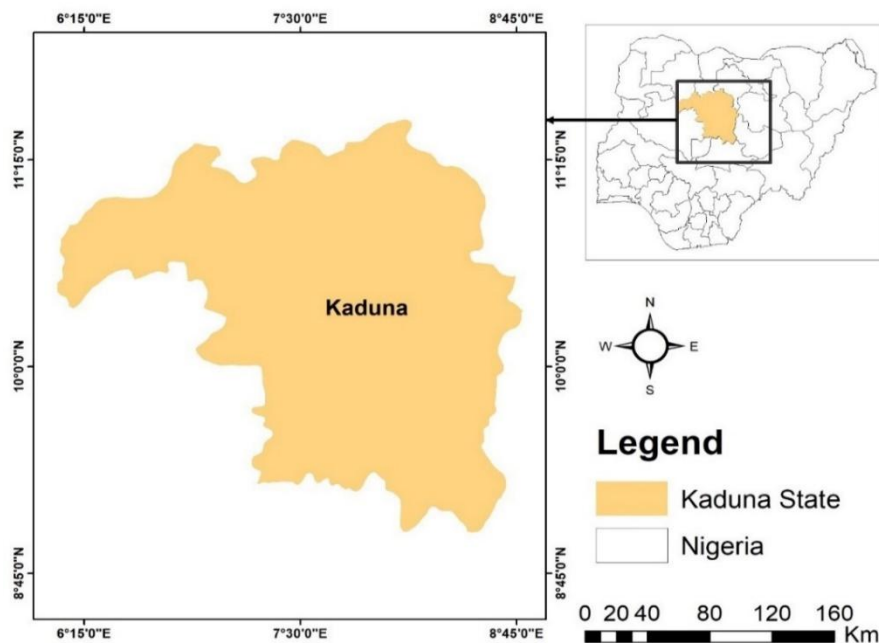 6°15'0"E 7°30'0"E 8°45'0"E
11°15'0"N 11°15'0"N
Kaduna
10°0'0"N 10°0'0"N
8°45'0"N 8°45'0"N
6°15'0"E 7°30'0"E 8°45'0"E
N
W E
S
Legend
Kaduna State
Nigeria
0 20 40 80 120 160
Km